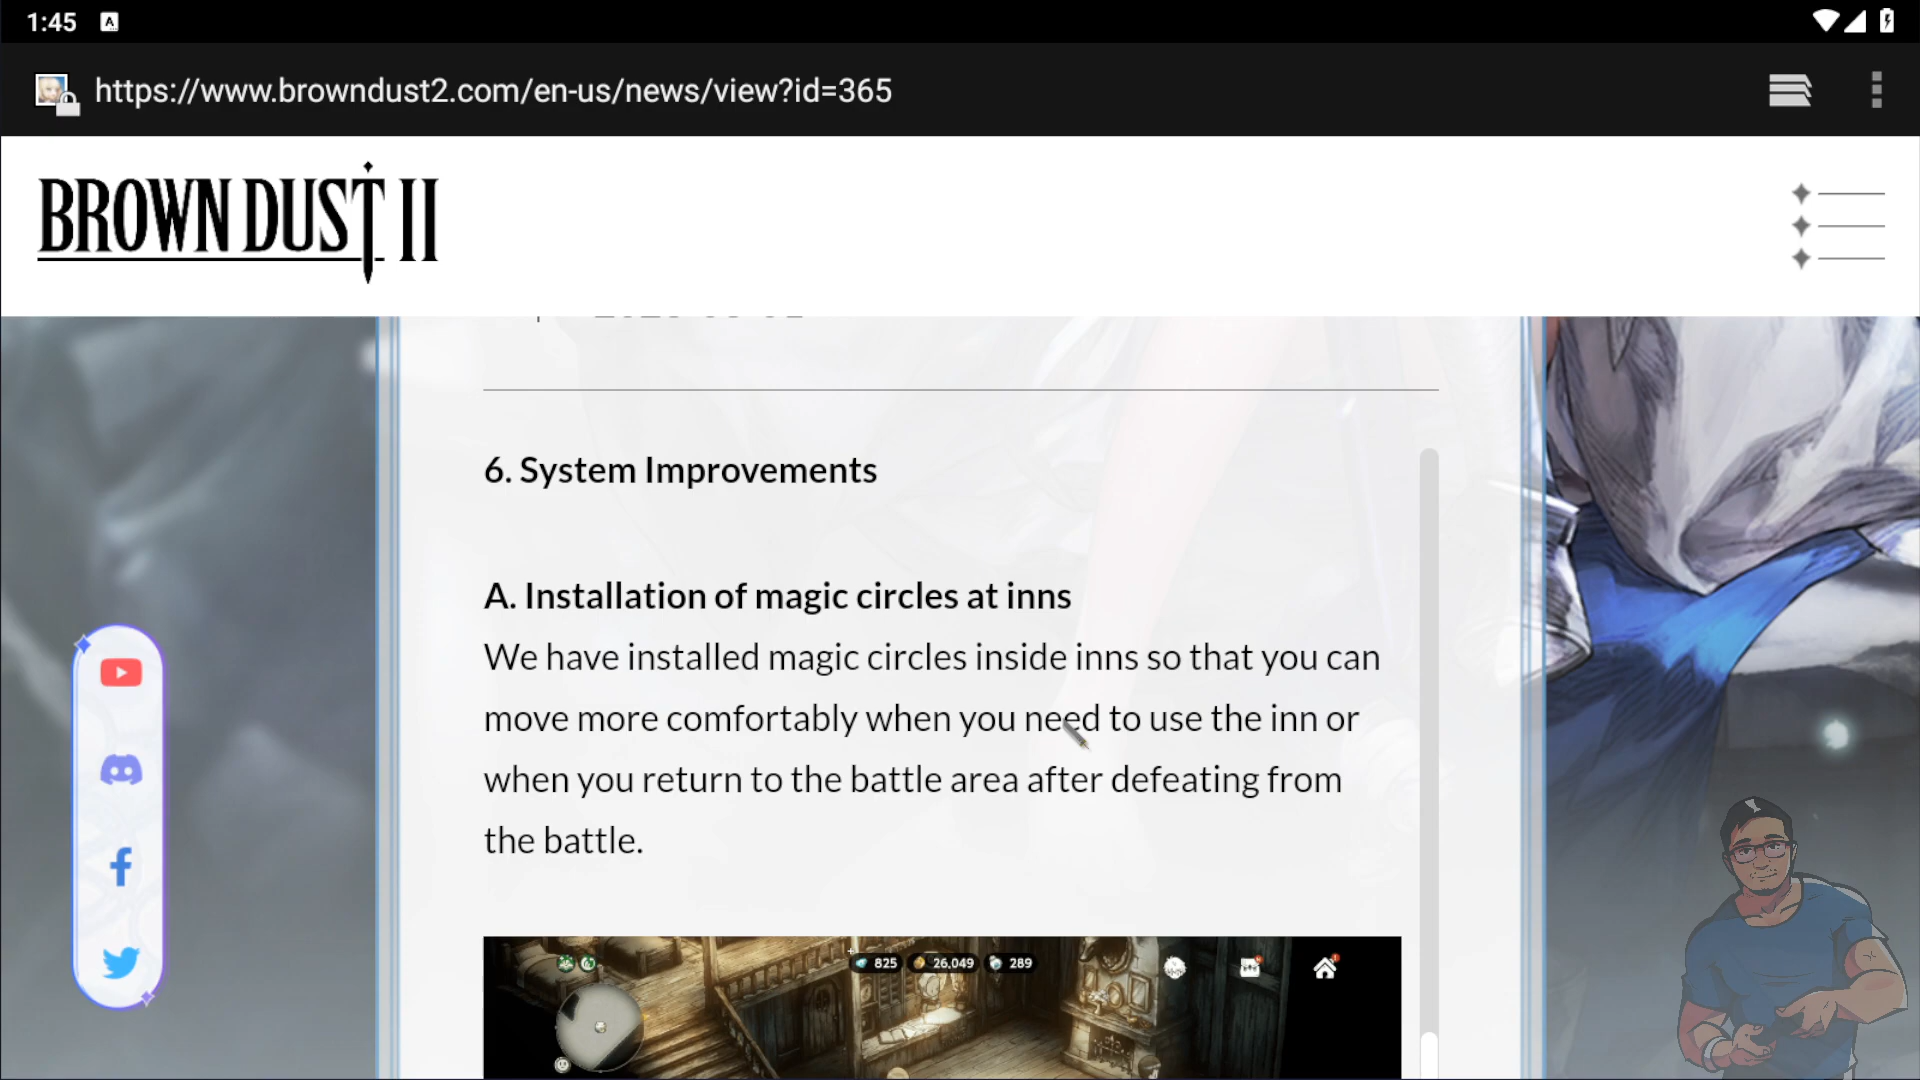 1:45
A
https://www.browndust2.com/en-us/news/view?id=365
BROWN DUST II
6. System Improvements
A. Installation of magic circles at inns
We have installed magic circles inside inns so that you can
move more comfortably when you need to use the inn or
when you return to the battle area after defeating from
the battle.
825 26,049 289